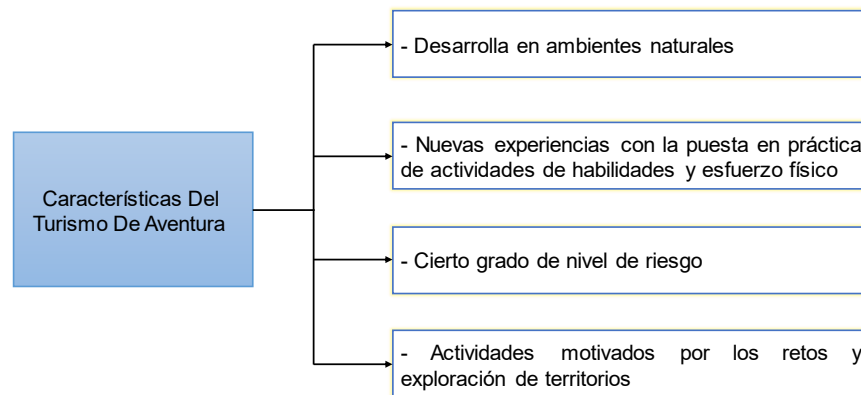 Características Del
Turismo De Aventura
- Desarrolla en ambientes naturales
- Nuevas experiencias con la puesta en práctica
de actividades de habilidades y esfuerzo físico
- Cierto grado de nivel de riesgo
- Actividades motivados por los retos y
exploración de territorios